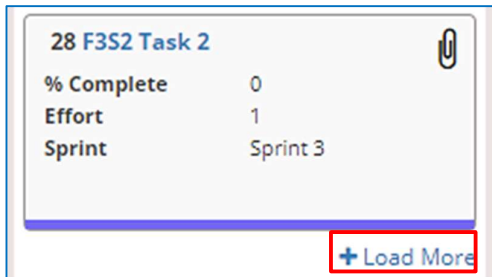 28 F3S2 Task 2
% Complete 0
Effort 1
Sprint Sprint 3
+ Load More